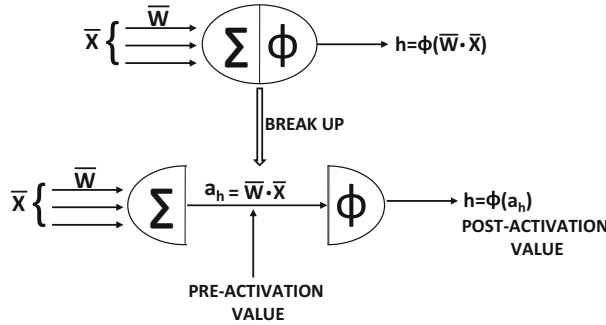 W̅
X̅ { Σ Φ h=Φ(W̅·X̅)
BREAK UP
W̅
X̅ { Σ a_h = W̅·X̅ Φ h=Φ(a_h)
POST-ACTIVATION
VALUE
PRE-ACTIVATION
VALUE